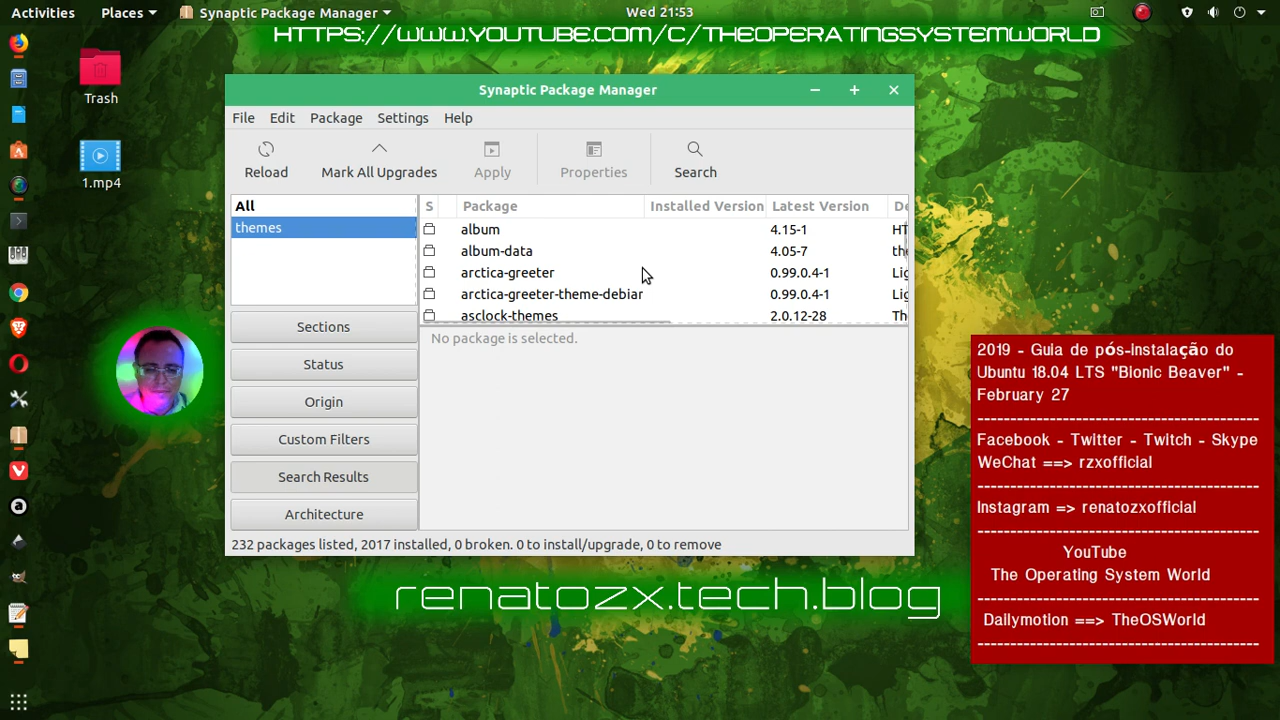 Activities Places Synaptic Package Manager Wed 21:53
HTTPS://WWW.YOUTUBE.COM/C/THEOPERATINGSYSTEMWORLD
Trash
1.mp4
Synaptic Package Manager
File Edit Package Settings Help
Reload Mark All Upgrades Apply Properties Search
All
themes
S Package Installed Version Latest Version De
album 4.15-1 HT
album-data 4.05-7 the
arctica-greeter 0.99.0.4-1 Lig
arctica-greeter-theme-debiar 0.99.0.4-1 Lig
asclock-themes 2.0.12-28 Th
No package is selected.
Sections
Status
Origin
Custom Filters
Search Results
Architecture
232 packages listed, 2017 installed, 0 broken. 0 to install/upgrade, 0 to remove
renatozx.tech.blog
2019 - Guia de pós-Instalação do
Ubuntu 18.04 LTS "Bionic Beaver" -
February 27
--------------------------------------------
Facebook - Twitter - Twitch - Skype
WeChat ==> rzxofficial
--------------------------------------------
Instagram => renatozxofficial
--------------------------------------------
YouTube
The Operating System World
--------------------------------------------
Dailymotion ==> TheOSWorld
--------------------------------------------